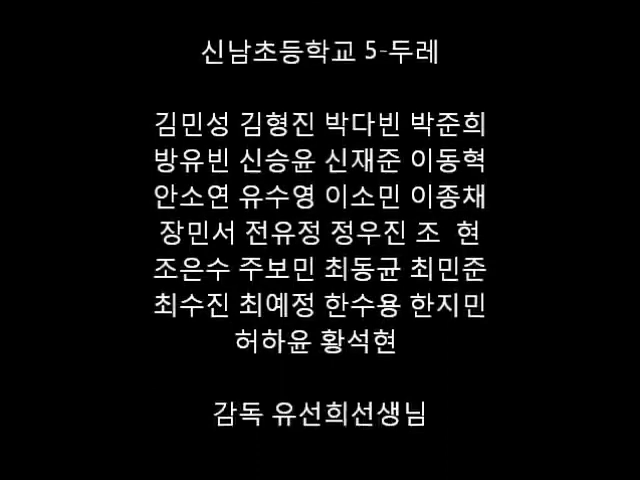 신남초등학교 5-두레
김민성 김형진 박다빈 박준희
방유빈 신승윤 신재준 이동혁
안소연 유수영 이소민 이종채
장민서 전유정 정우진 조 현
조은수 주보민 최동균 최민준
최수진 최예정 한수용 한지민
허하윤 황석현
감독 유선희선생님